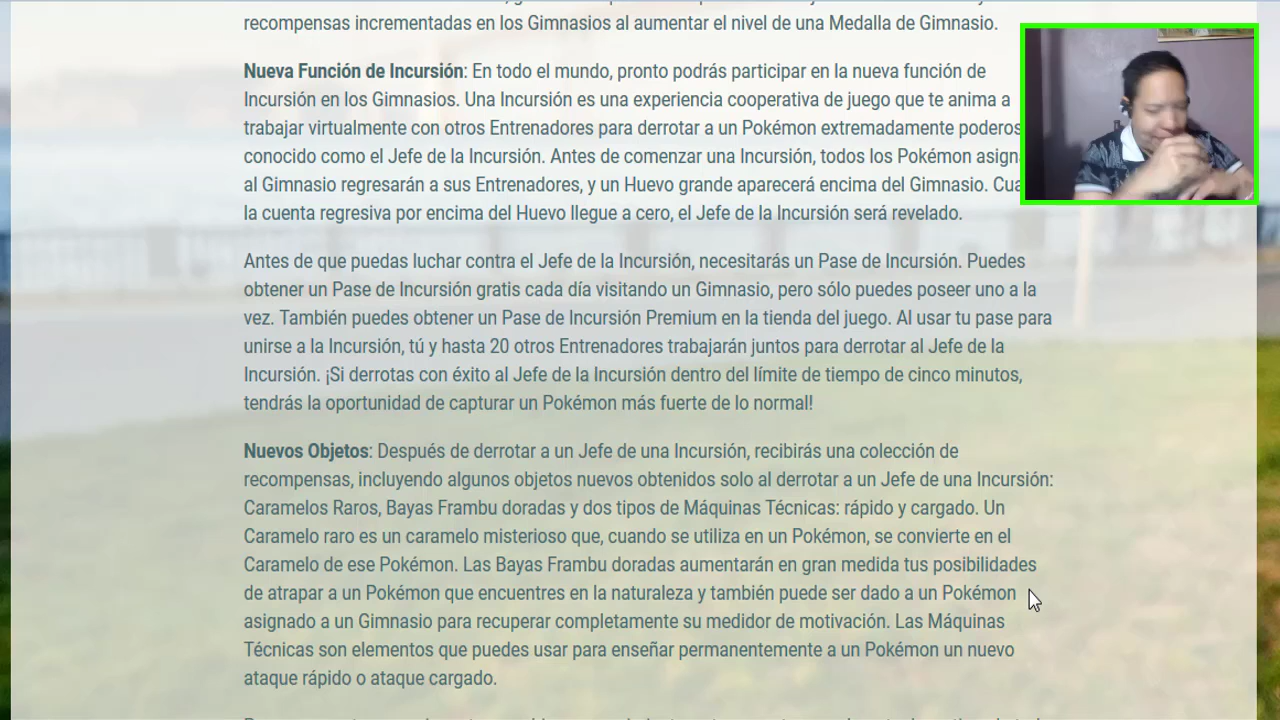 recompensas incrementadas en los Gimnasios al aumentar el nivel de una Medalla de Gimnasio.
Nueva Función de Incursión: En todo el mundo, pronto podrás participar en la nueva función de
Incursión en los Gimnasios. Una Incursión es una experiencia cooperativa de juego que te anima a
trabajar virtualmente con otros Entrenadores para derrotar a un Pokémon extremadamente poderos
conocido como el Jefe de la Incursión. Antes de comenzar una Incursión, todos los Pokémon asign
al Gimnasio regresarán a sus Entrenadores, y un Huevo grande aparecerá encima del Gimnasio. Cua
la cuenta regresiva por encima del Huevo llegue a cero, el Jefe de la Incursión será revelado.
Antes de que puedas luchar contra el Jefe de la Incursión, necesitarás un Pase de Incursión. Puedes
obtener un Pase de Incursión gratis cada día visitando un Gimnasio, pero sólo puedes poseer uno a la
vez. También puedes obtener un Pase de Incursión Premium en la tienda del juego. Al usar tu pase para
unirse a la Incursión, tú y hasta 20 otros Entrenadores trabajarán juntos para derrotar al Jefe de la
Incursión. ¡Si derrotas con éxito al Jefe de la Incursión dentro del límite de tiempo de cinco minutos,
tendrás la oportunidad de capturar un Pokémon más fuerte de lo normal!
Nuevos Objetos: Después de derrotar a un Jefe de una Incursión, recibirás una colección de
recompensas, incluyendo algunos objetos nuevos obtenidos solo al derrotar a un Jefe de una Incursión:
Caramelos Raros, Bayas Frambu doradas y dos tipos de Máquinas Técnicas: rápido y cargado. Un
Caramelo raro es un caramelo misterioso que, cuando se utiliza en un Pokémon, se convierte en el
Caramelo de ese Pokémon. Las Bayas Frambu doradas aumentarán en gran medida tus posibilidades
de atrapar a un Pokémon que encuentres en la naturaleza y también puede ser dado a un Pokémon
asignado a un Gimnasio para recuperar completamente su medidor de motivación. Las Máquinas
Técnicas son elementos que puedes usar para enseñar permanentemente a un Pokémon un nuevo
ataque rápido o ataque cargado.